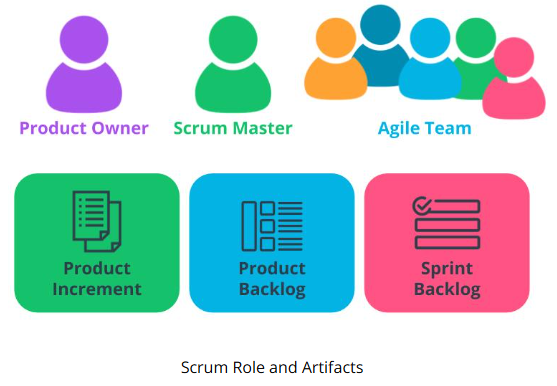 Product Owner
Scrum Master
Agile Team
Product
Increment
Product
Backlog
Sprint
Backlog
Scrum Role and Artifacts